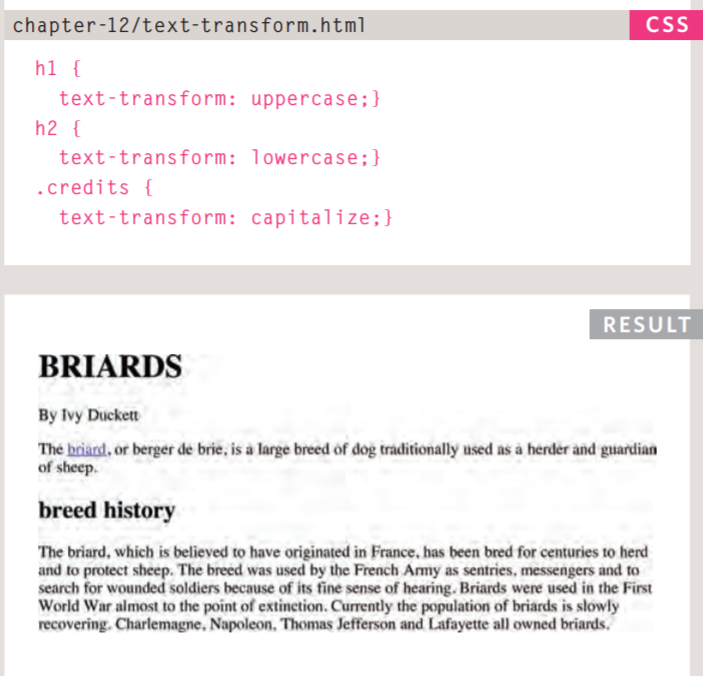 chapter-12/text-transform.html CSS
h1 {
text-transform: uppercase;}
h2 {
text-transform: lowercase;}
.credits {
text-transform: capitalize;}
RESULT
BRIARDS
By Ivy Duckett
The briard, or berger de brie, is a large breed of dog traditionally used as a herder and guardian
of sheep.
breed history
The briard, which is believed to have originated in France, has been bred for centuries to herd
and to protect sheep. The breed was used by the French Army as sentries, messengers and to
search for wounded soldiers because of its fine sense of hearing. Briards were used in the First
World War almost to the point of extinction. Currently the population of briards is slowly
recovering. Charlemagne, Napoleon, Thomas Jefferson and Lafayette all owned briards.